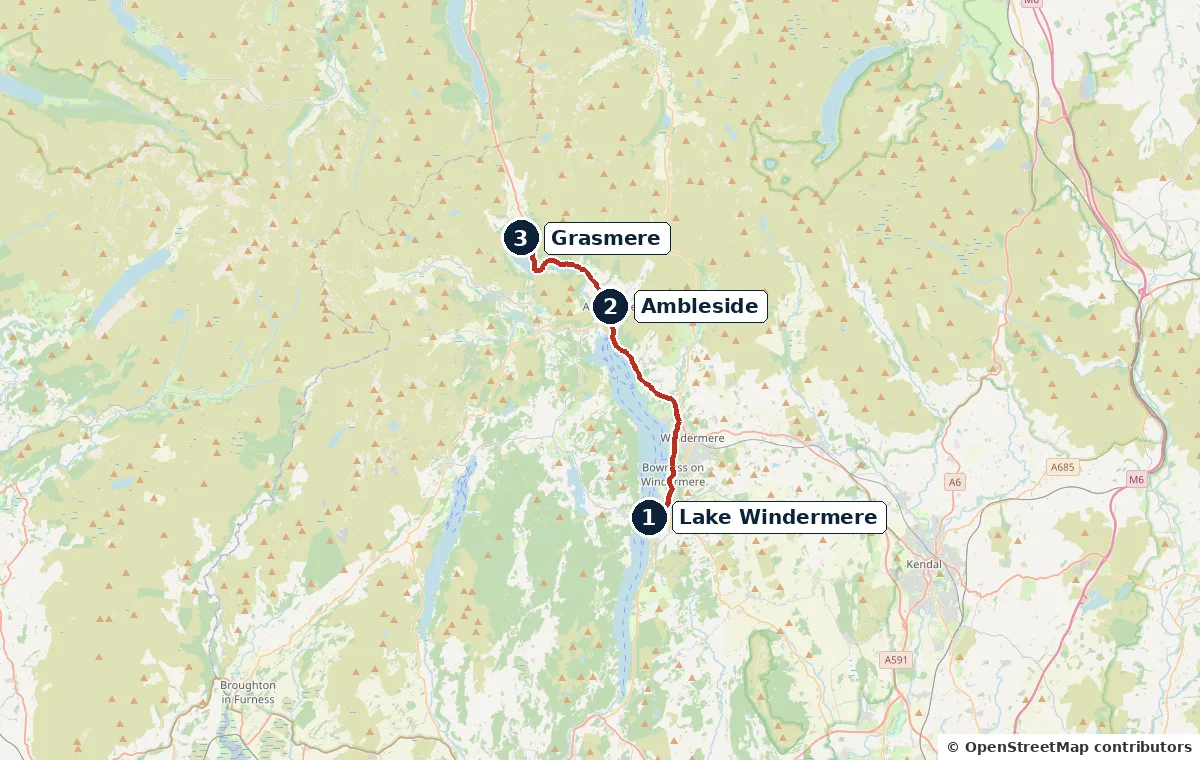 M6
3
Grasmere
2
Ambleside
Windermere
Bowness on
Windermere
A685
M6
A6
1
Lake Windermere
Kendal
A591
Broughton
in Furness
© OpenStreetMap contributors